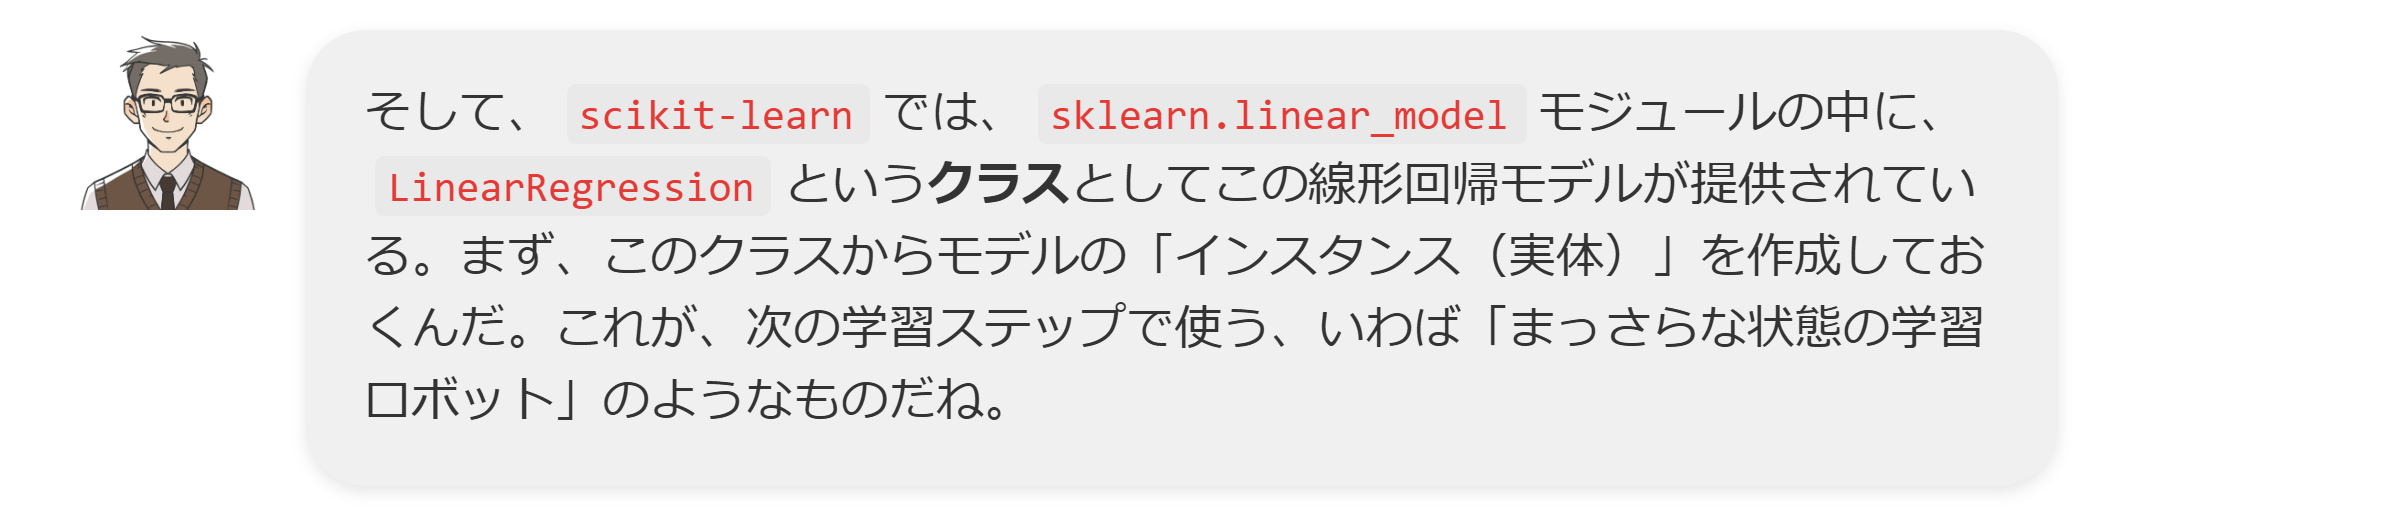 そして、 scikit-learn では、 sklearn.linear_model モジュールの中に、
LinearRegression というクラスとしてこの線形回帰モデルが提供されてい
る。まず、このクラスからモデルの「インスタンス（実体）」を作成してお
くんだ。これが、次の学習ステップで使う、いわば「まっさらな状態の学習
ロボット」のようなものだね。